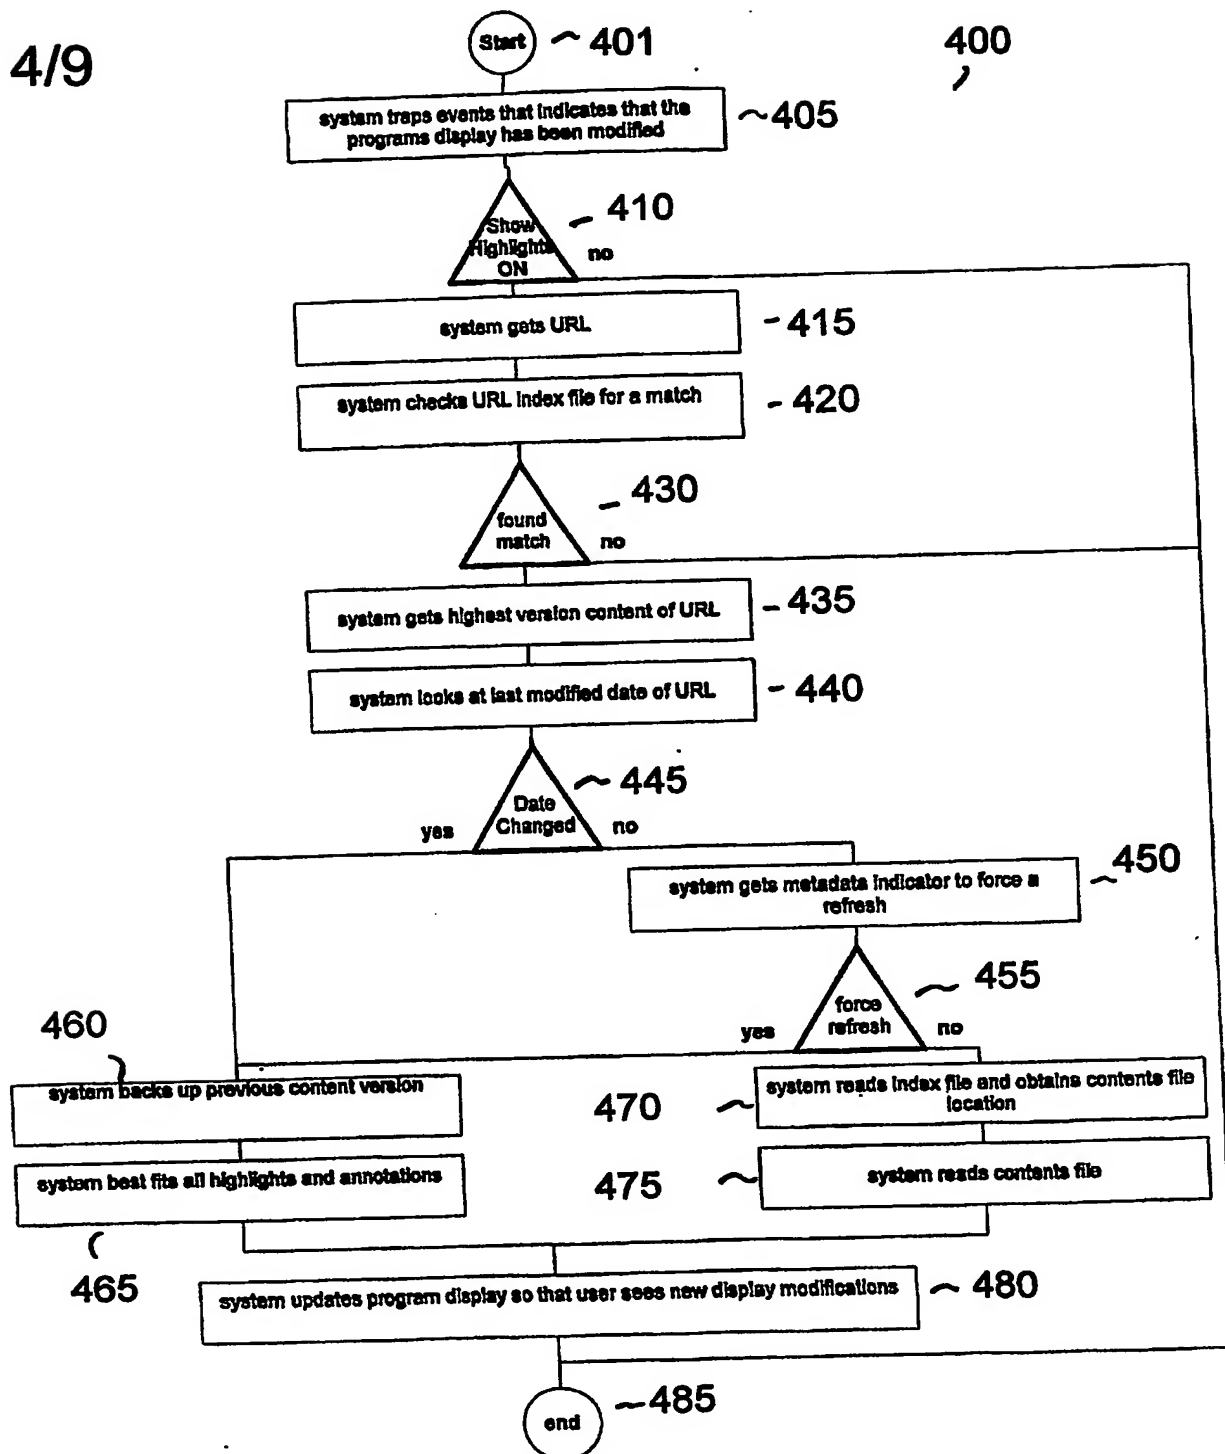 4/9
Start
401
400
system traps events that indicates that the
programs display has been modified
405
Show
Highlights
ON
410
no
system gets URL
415
system checks URL index file for a match
420
found
match
430
no
system gets highest version content of URL
435
system looks at last modified date of URL
440
Date
Changed
445
yes
no
system gets metadata indicator to force a
refresh
450
force
refresh
455
yes
no
460
system backs up previous content version
system reads index file and obtains contents file
location
470
system best fits all highlights and annotations
475
system reads contents file
465
system updates program display so that user sees new display modifications
480
end
485